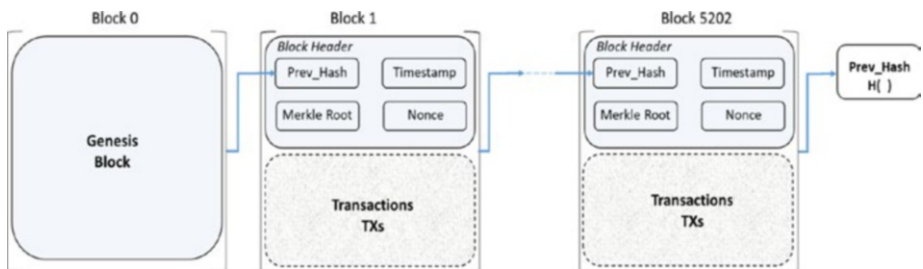 Block 0
Genesis
Block
Block 1
Block Header
Prev_Hash
Timestamp
Merkle Root
Nonce
Transactions
TXs
Block 5202
Block Header
Prev_Hash
Timestamp
Merkle Root
Nonce
Transactions
TXs
Prev_Hash
H( )